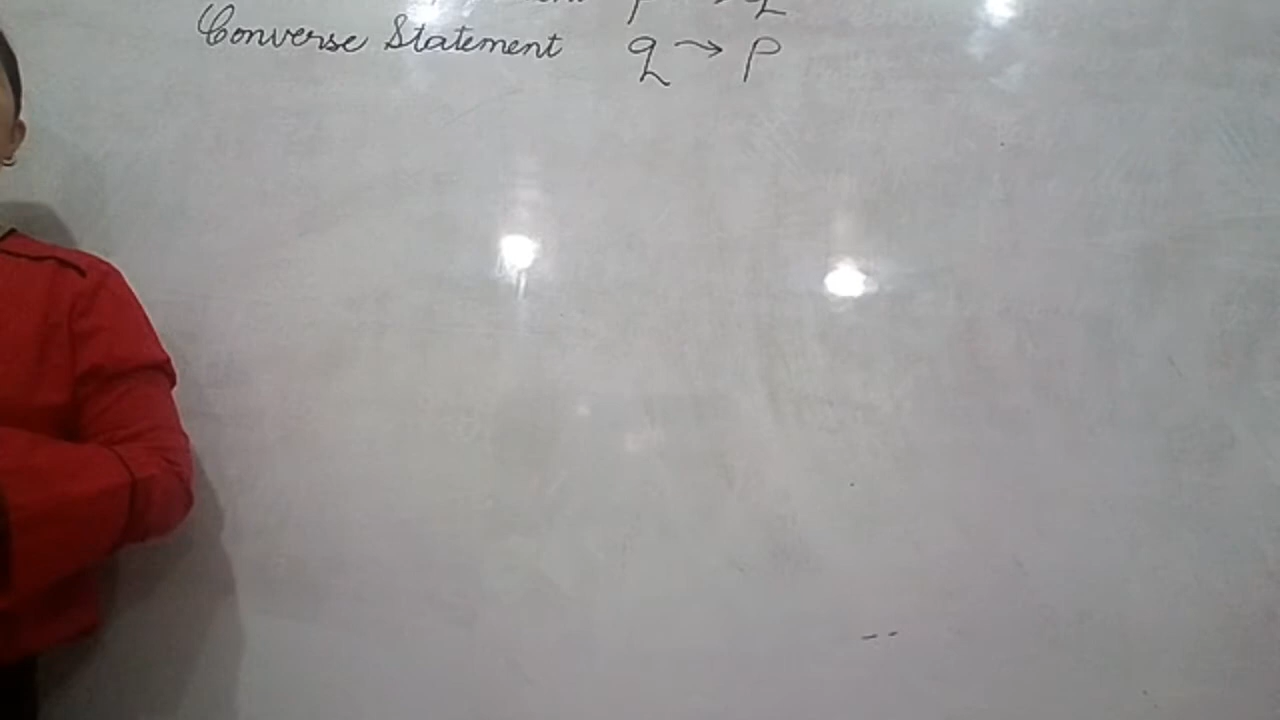 p → q
Converse Statement q → p